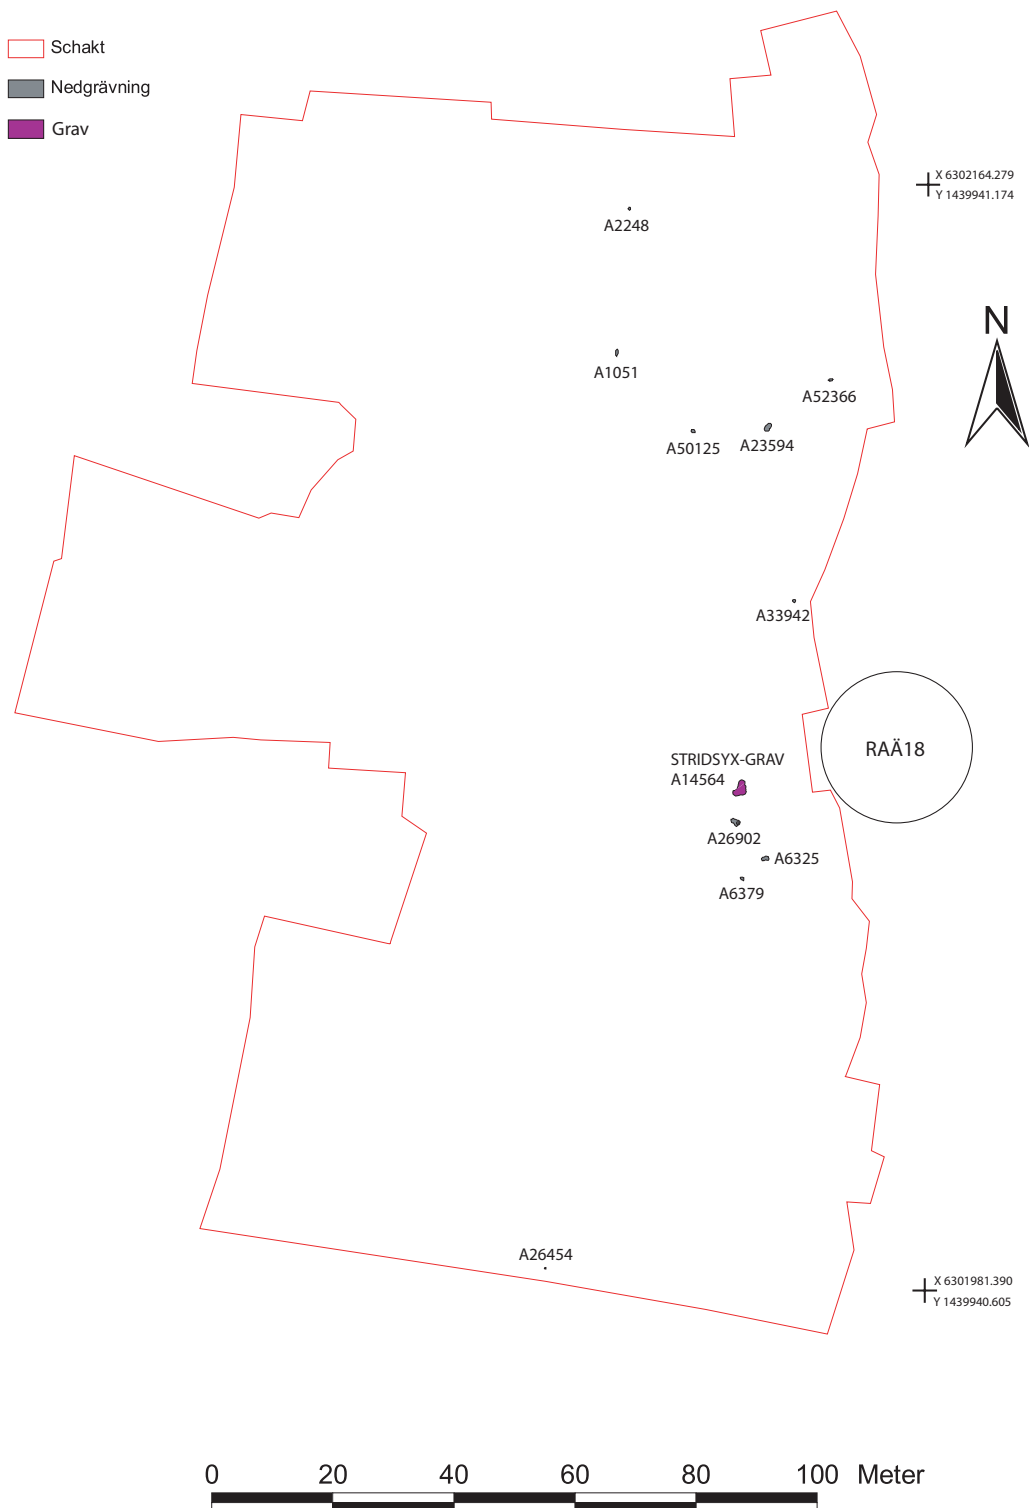 Schakt
Nedgrävning
Grav
X 6302164.279
Y 1439941.174
A2248
N
A1051
A52366
A50125
A23594
A33942
RAÄ18
STRIDSYX-GRAV
A14564
A26902
A6325
A6379
A26454
X 6301981.390
Y 1439940.605
0 20 40 60 80 100 Meter